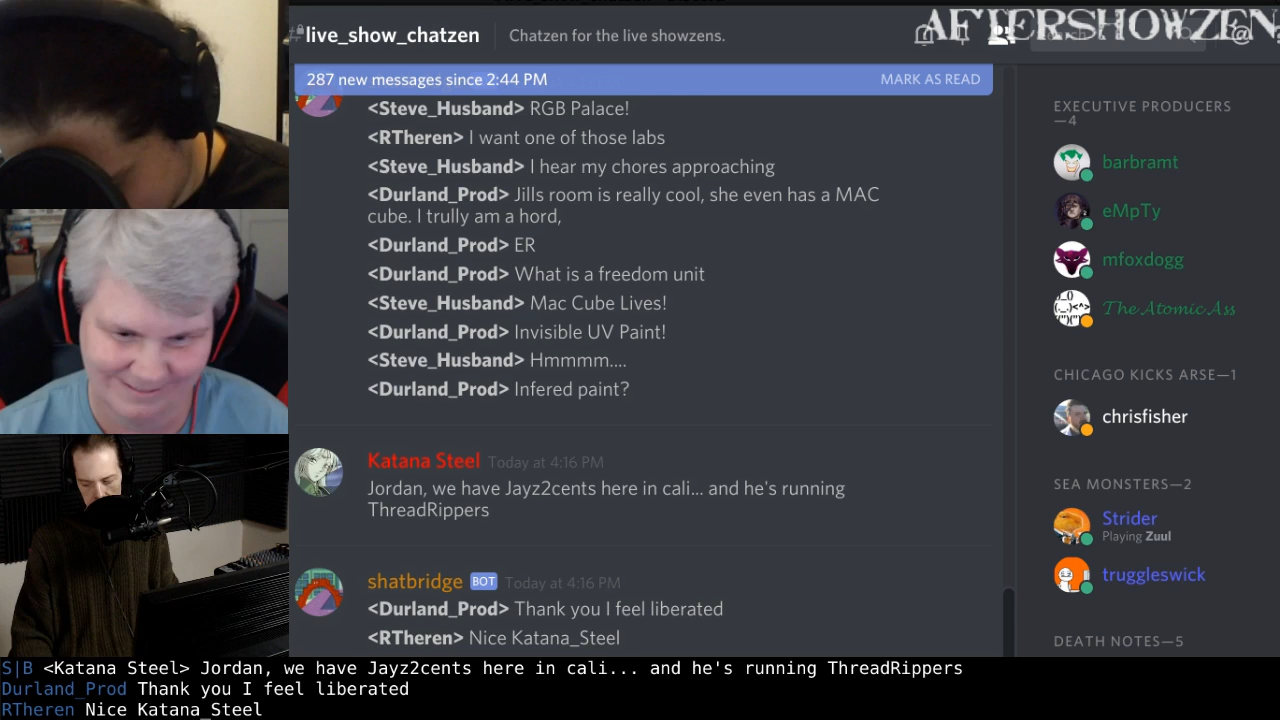 AFTERSHOWZEN
live_show_chatzen
Chatzen for the live showzens.
287 new messages since 2:44 PM
MARK AS READ
<Steve_Husband> RGB Palace!
<RTheren> I want one of those labs
<Steve_Husband> I hear my chores approaching
<Durland_Prod> Jills room is really cool, she even has a MAC
cube. I trully am a hord,
<Durland_Prod> ER
<Durland_Prod> What is a freedom unit
<Steve_Husband> Mac Cube Lives!
<Durland_Prod> Invisible UV Paint!
<Steve_Husband> Hmmmm....
<Durland_Prod> Infered paint?
Katana Steel Today at 4:16 PM
Jordan, we have Jayz2cents here in cali... and he's running
ThreadRippers
shatbridge BOT Today at 4:16 PM
<Durland_Prod> Thank you I feel liberated
<RTheren> Nice Katana_Steel
EXECUTIVE PRODUCERS
—4
barbramt
eMpTy
mfoxdogg
The Atomic Ass
CHICAGO KICKS ARSE—1
chrisfisher
SEA MONSTERS—2
Strider
Playing Zuul
truggleswick
DEATH NOTES—5
S|B <Katana Steel> Jordan, we have Jayz2cents here in cali... and he's running ThreadRippers
Durland_Prod Thank you I feel liberated
RTheren Nice Katana_Steel